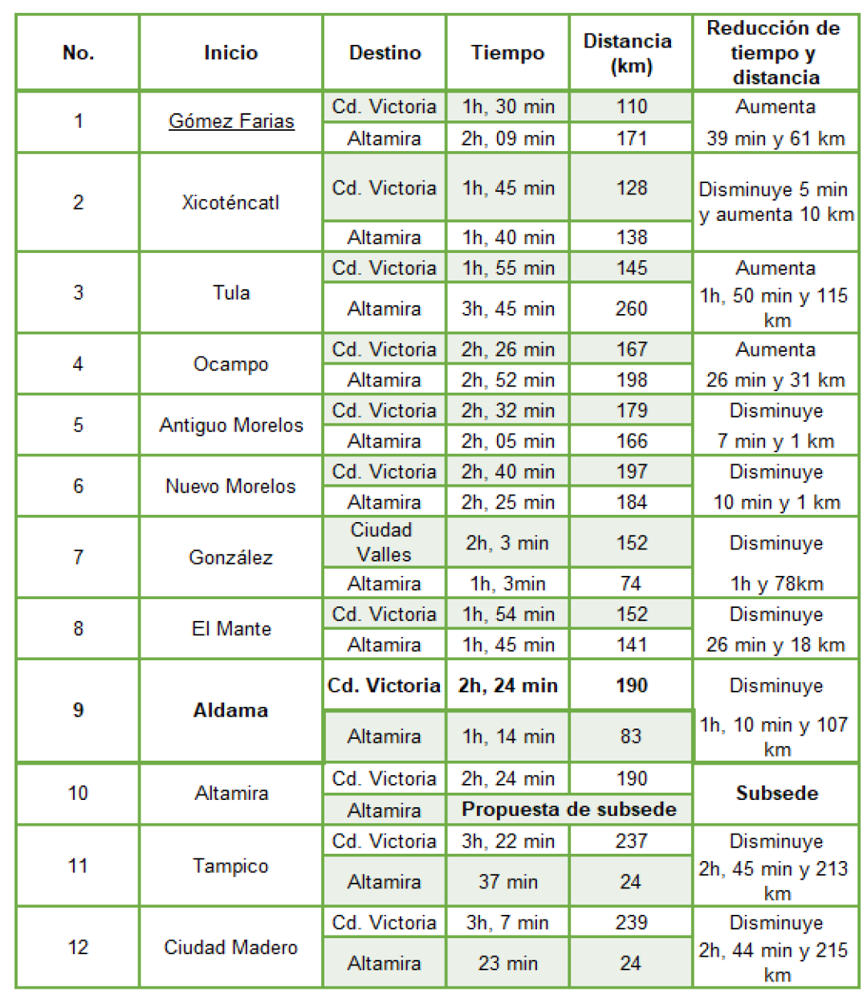 No. Inicio Destino Tiempo Distancia (km) Reducción de tiempo y distancia
1 Gómez Farias Cd. Victoria 1h, 30 min 110 Aumenta
Altamira 2h, 09 min 171 39 min y 61 km
2 Xicoténcatl Cd. Victoria 1h, 45 min 128 Disminuye 5 min y aumenta 10 km
Altamira 1h, 40 min 138
3 Tula Cd. Victoria 1h, 55 min 145 Aumenta
Altamira 3h, 45 min 260 1h, 50 min y 115 km
4 Ocampo Cd. Victoria 2h, 26 min 167 Aumenta
Altamira 2h, 52 min 198 26 min y 31 km
5 Antiguo Morelos Cd. Victoria 2h, 32 min 179 Disminuye
Altamira 2h, 05 min 166 7 min y 1 km
6 Nuevo Morelos Cd. Victoria 2h, 40 min 197 Disminuye
Altamira 2h, 25 min 184 10 min y 1 km
7 González Ciudad Valles 2h, 3 min 152 Disminuye
Altamira 1h, 3min 74 1h y 78km
8 El Mante Cd. Victoria 1h, 54 min 152 Disminuye
Altamira 1h, 45 min 141 26 min y 18 km
9 Aldama Cd. Victoria 2h, 24 min 190 Disminuye
Altamira 1h, 14 min 83 1h, 10 min y 107 km
10 Altamira Cd. Victoria 2h, 24 min 190 Subsede
Altamira Propuesta de subsede
11 Tampico Cd. Victoria 3h, 22 min 237 Disminuye
Altamira 37 min 24 2h, 45 min y 213 km
12 Ciudad Madero Cd. Victoria 3h, 7 min 239 Disminuye
Altamira 23 min 24 2h, 44 min y 215 km